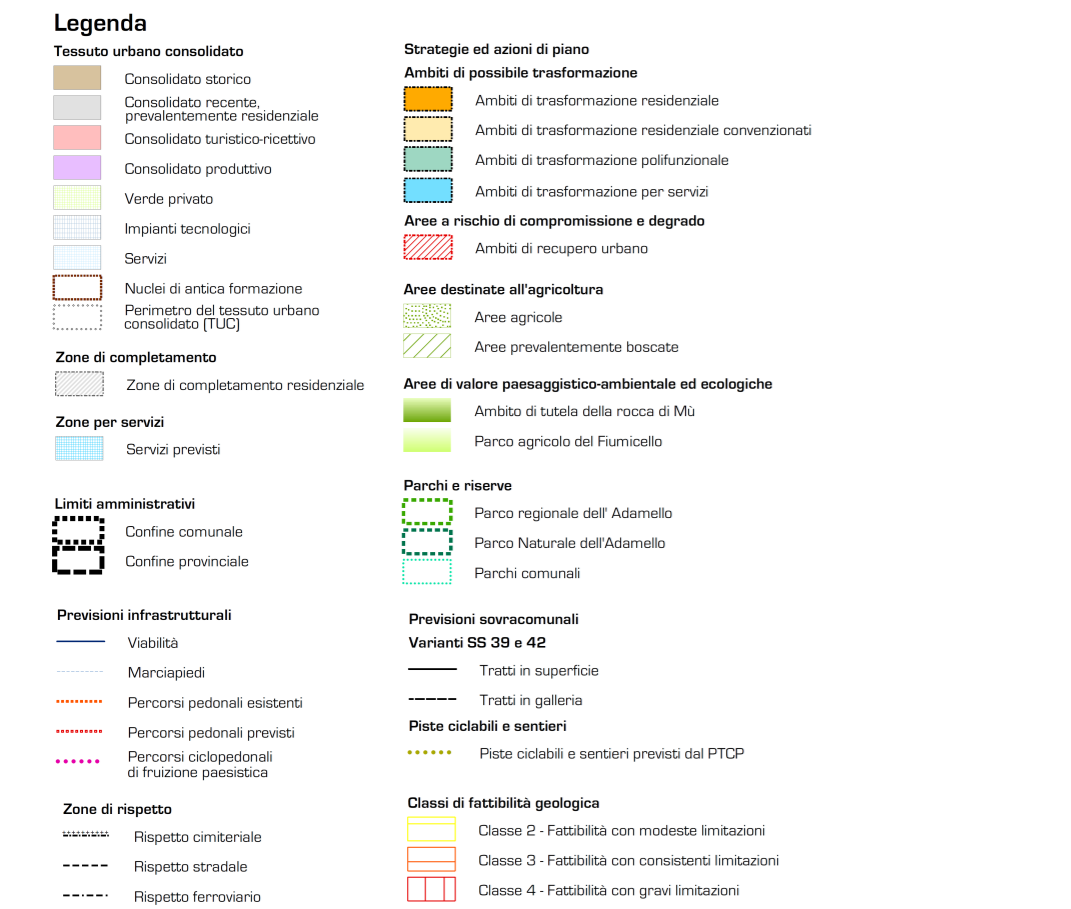 Legenda
Tessuto urbano consolidato
Consolidato storico
Consolidato recente,
prevalentemente residenziale
Consolidato turistico-ricettivo
Consolidato produttivo
Verde privato
Impianti tecnologici
Servizi
Nuclei di antica formazione
Perimetro del tessuto urbano
consolidato (TUC)
Zone di completamento
Zone di completamento residenziale
Zone per servizi
Servizi previsti
Limiti amministrativi
Confine comunale
Confine provinciale
Previsioni infrastrutturali
Viabilità
Marciapiedi
Percorsi pedonali esistenti
Percorsi pedonali previsti
Percorsi ciclopedonali
di fruizione paesistica
Zone di rispetto
Rispetto cimiteriale
Rispetto stradale
Rispetto ferroviario
Strategie ed azioni di piano
Ambiti di possibile trasformazione
Ambiti di trasformazione residenziale
Ambiti di trasformazione residenziale convenzionati
Ambiti di trasformazione polifunzionale
Ambiti di trasformazione per servizi
Aree a rischio di compromissione e degrado
Ambiti di recupero urbano
Aree destinate all'agricoltura
Aree agricole
Aree prevalentemente boscate
Aree di valore paesaggistico-ambientale ed ecologiche
Ambito di tutela della rocca di Mù
Parco agricolo del Fiumicello
Parchi e riserve
Parco regionale dell' Adamello
Parco Naturale dell'Adamello
Parchi comunali
Previsioni sovracomunali
Varianti SS 39 e 42
Tratti in superficie
Tratti in galleria
Piste ciclabili e sentieri
Piste ciclabili e sentieri previsti dal PTCP
Classi di fattibilità geologica
Classe 2 - Fattibilità con modeste limitazioni
Classe 3 - Fattibilità con consistenti limitazioni
Classe 4 - Fattibilità con gravi limitazioni